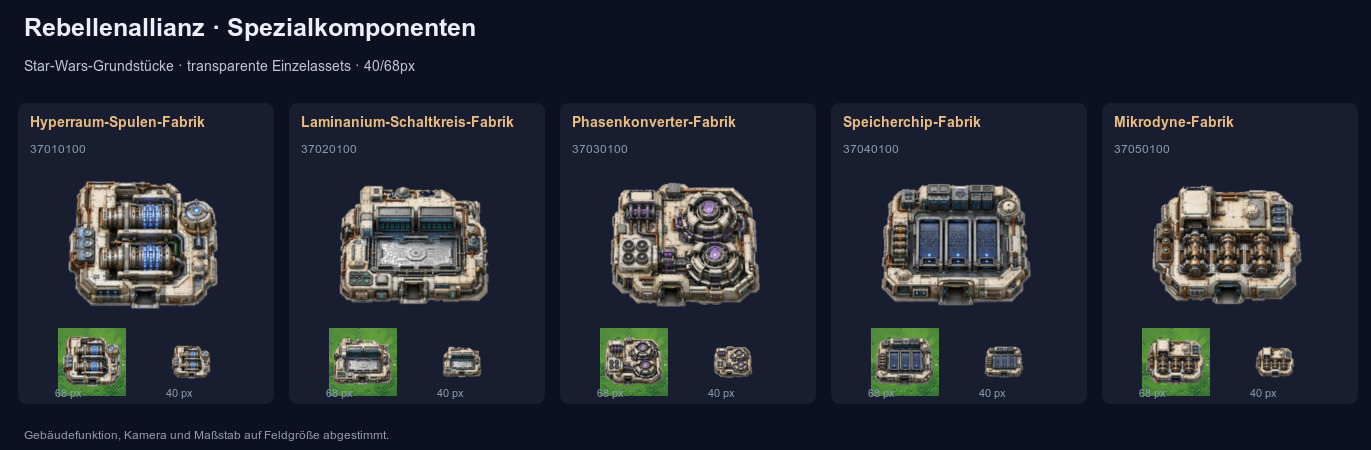 Rebellenallianz · Spezialkomponenten
Star-Wars-Grundstücke · transparente Einzelassets · 40/68px
Hyperraum-Spulen-Fabrik
37010100
68 px
40 px
Laminanium-Schaltkreis-Fabrik
37020100
68 px
40 px
Phasenkonverter-Fabrik
37030100
68 px
40 px
Speicherchip-Fabrik
37040100
68 px
40 px
Mikrodyne-Fabrik
37050100
68 px
40 px
Gebäudefunktion, Kamera und Maßstab auf Feldgröße abgestimmt.